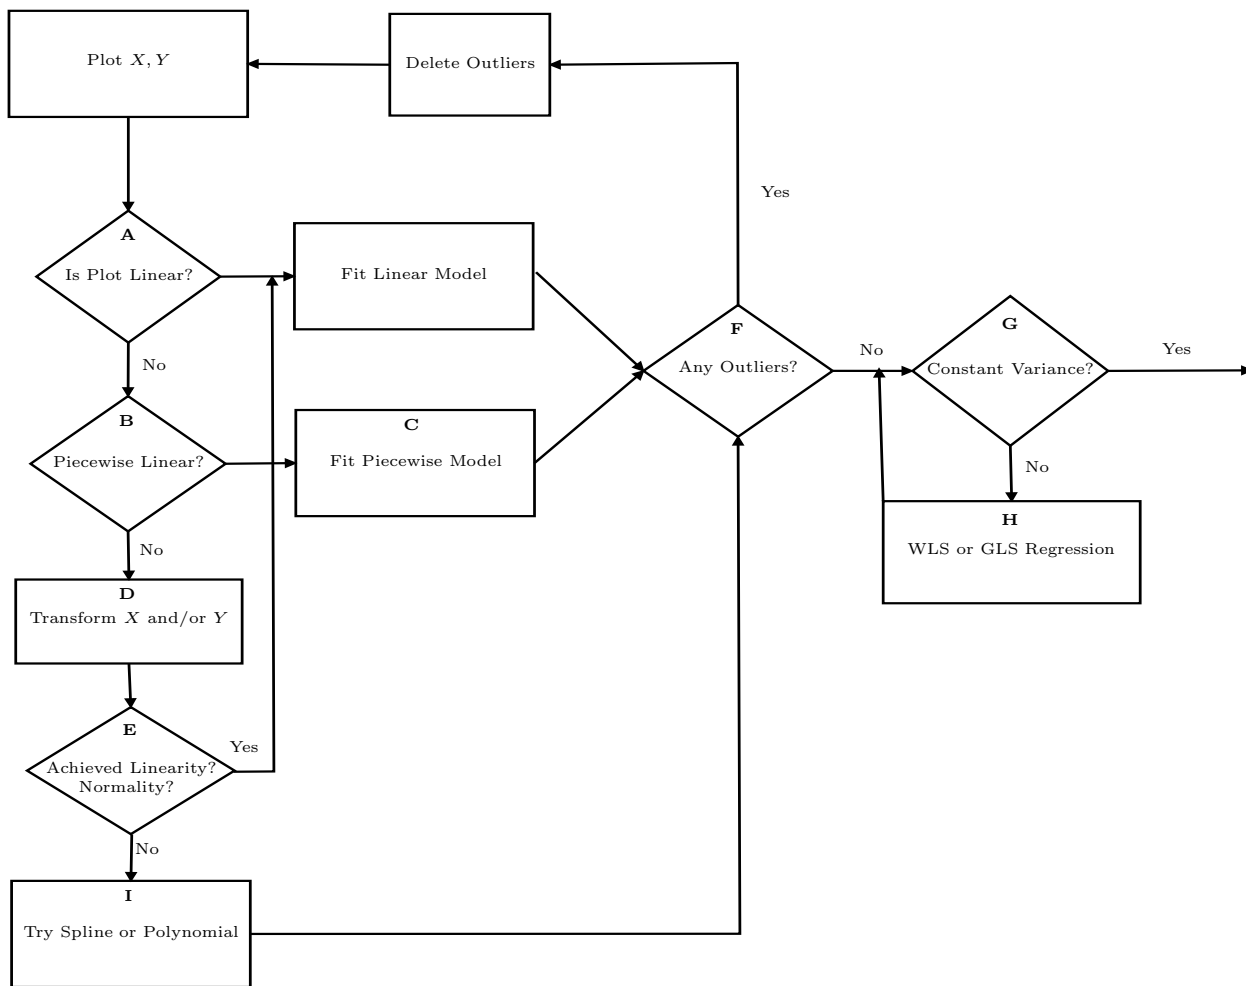 Plot X, Y
Delete Outliers
Yes
A
Is Plot Linear?
Fit Linear Model
No
F
Any Outliers?
No
G
Constant Variance?
Yes
B
Piecewise Linear?
C
Fit Piecewise Model
No
No
H
WLS or GLS Regression
D
Transform X and/or Y
E
Achieved Linearity?
Normality?
Yes
No
I
Try Spline or Polynomial